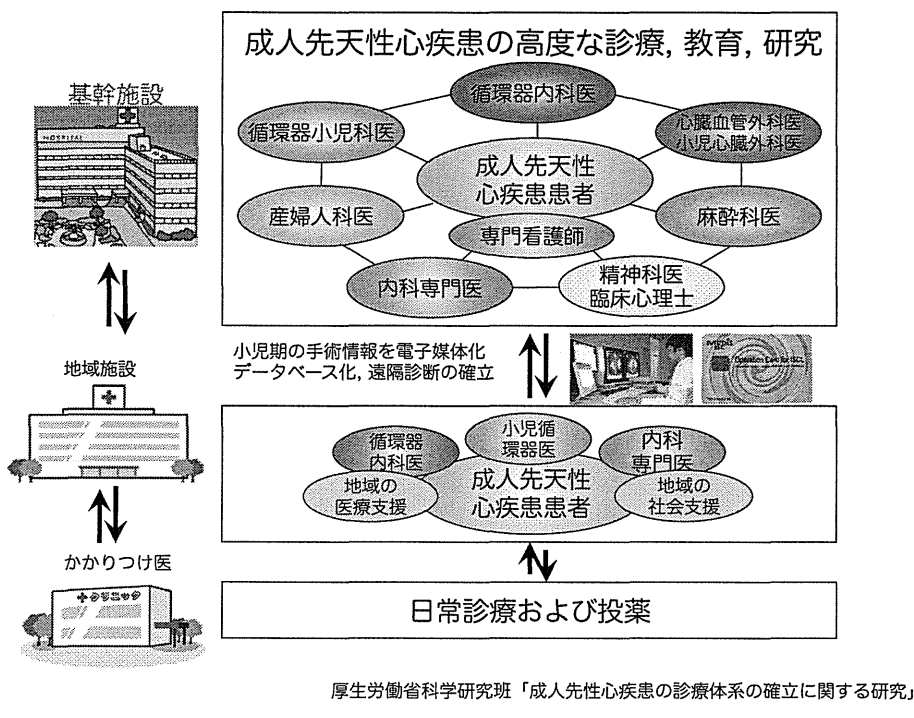 成人先天性心疾患の高度な診療, 教育, 研究
基幹施設
HOSPITAL
循環器内科医
循環器小児科医
心臓血管外科医
小児心臓外科医
成人先天性
心疾患患者
産婦人科医
麻酔科医
専門看護師
内科専門医
精神科医
臨床心理士
小児期の手術情報を電子媒体化
データベース化, 遠隔診断の確立
地域施設
循環器
内科医
小児循
環器医
内科
専門医
地域の
医療支援
成人先天性
心疾患患者
地域の
社会支援
かかりつけ医
クリニック
日常診療および投薬
厚生労働省科学研究班「成人先性心疾患の診療体系の確立に関する研究」